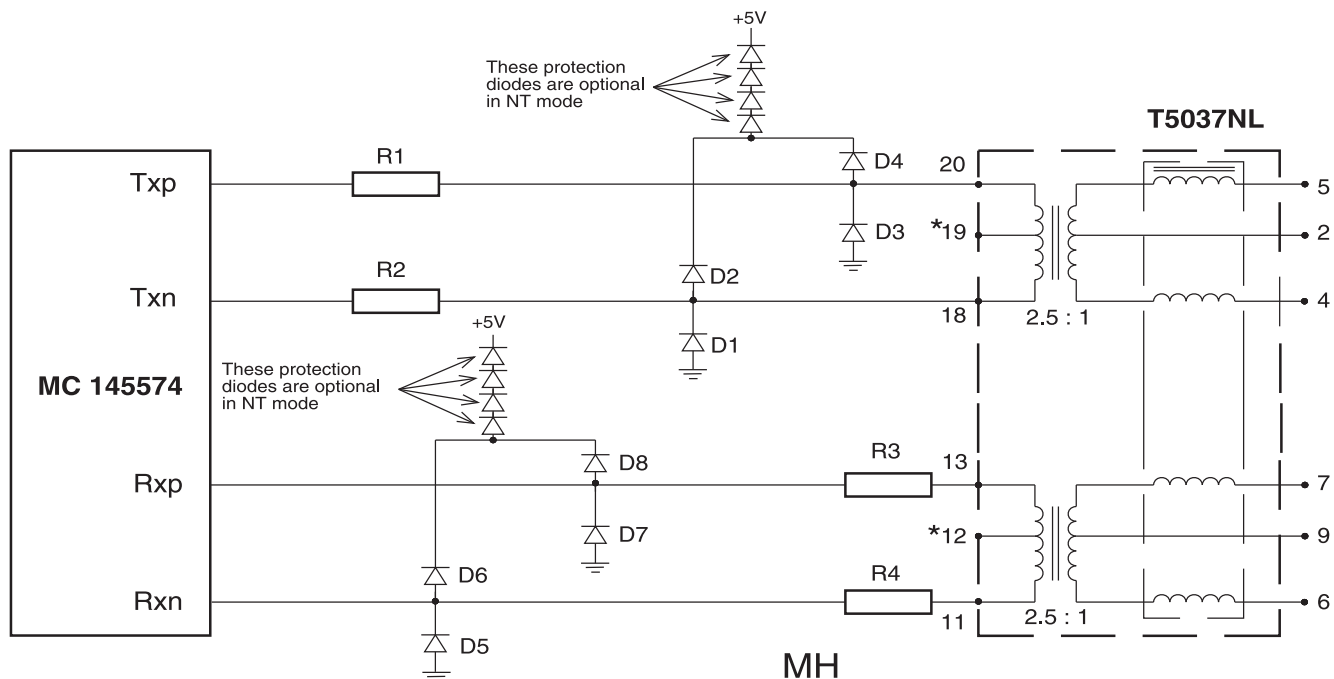 +5V
These protection
diodes are optional
in NT mode
T5037NL
R1
D4
20
Txp
5
D3
*19
2
R2
D2
Txn
4
18
2.5 : 1
+5V
D1
These protection
diodes are optional
in NT mode
MC 145574
R3
13
D8
Rxp
7
D7
*12
9
D6
R4
Rxn
6
11
2.5 : 1
D5
MH